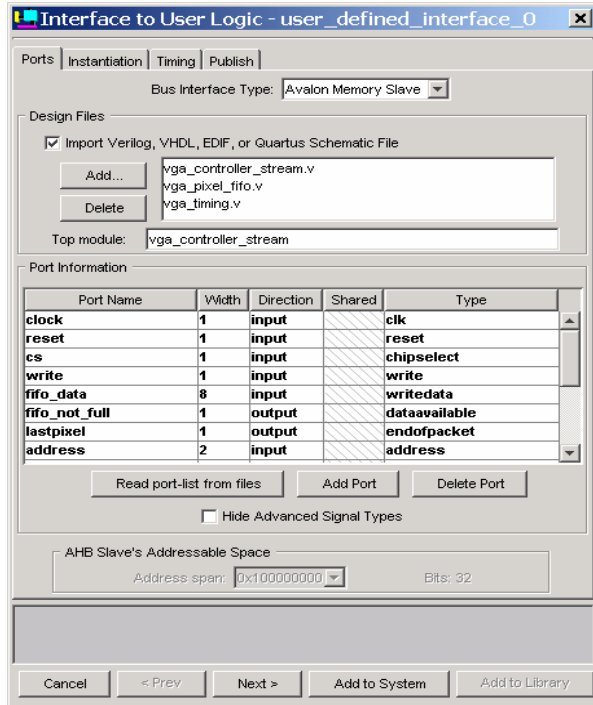 Interface to User Logic - user_defined_interface_0
Ports Instantiation Timing Publish
Bus Interface Type: Avalon Memory Slave
Design Files
Import Verilog, VHDL, EDIF, or Quartus Schematic File
Add...
Delete
vga_controller_stream.v
vga_pixel_fifo.v
vga_timing.v
Top module: vga_controller_stream
Port Information
Port Name Width Direction Shared Type
clock 1 input clk
reset 1 input reset
cs 1 input chipselect
write 1 input write
fifo_data 8 input writedata
fifo_not_full 1 output dataavailable
lastpixel 1 output endofpacket
address 2 input address
Read port-list from files Add Port Delete Port
Hide Advanced Signal Types
AHB Slave's Addressable Space
Address span: 0x100000000 Bits: 32
Cancel < Prev Next > Add to System Add to Library